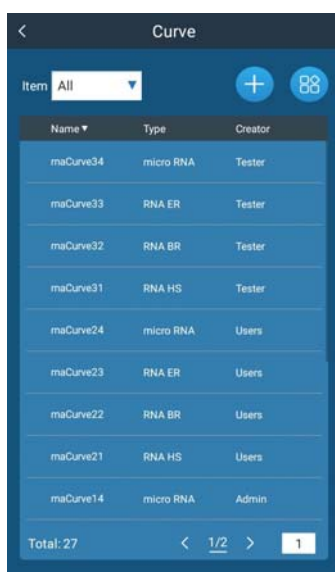 Curve
Item All
Name Type Creator
maCurve34 micro RNA Tester
maCurve33 RNA ER Tester
maCurve32 RNA BR Tester
maCurve31 RNA HS Tester
maCurve24 micro RNA Users
maCurve23 RNA ER Users
maCurve22 RNA BR Users
maCurve21 RNA HS Users
maCurve14 micro RNA Admin
Total: 27 < 1/2 > 1